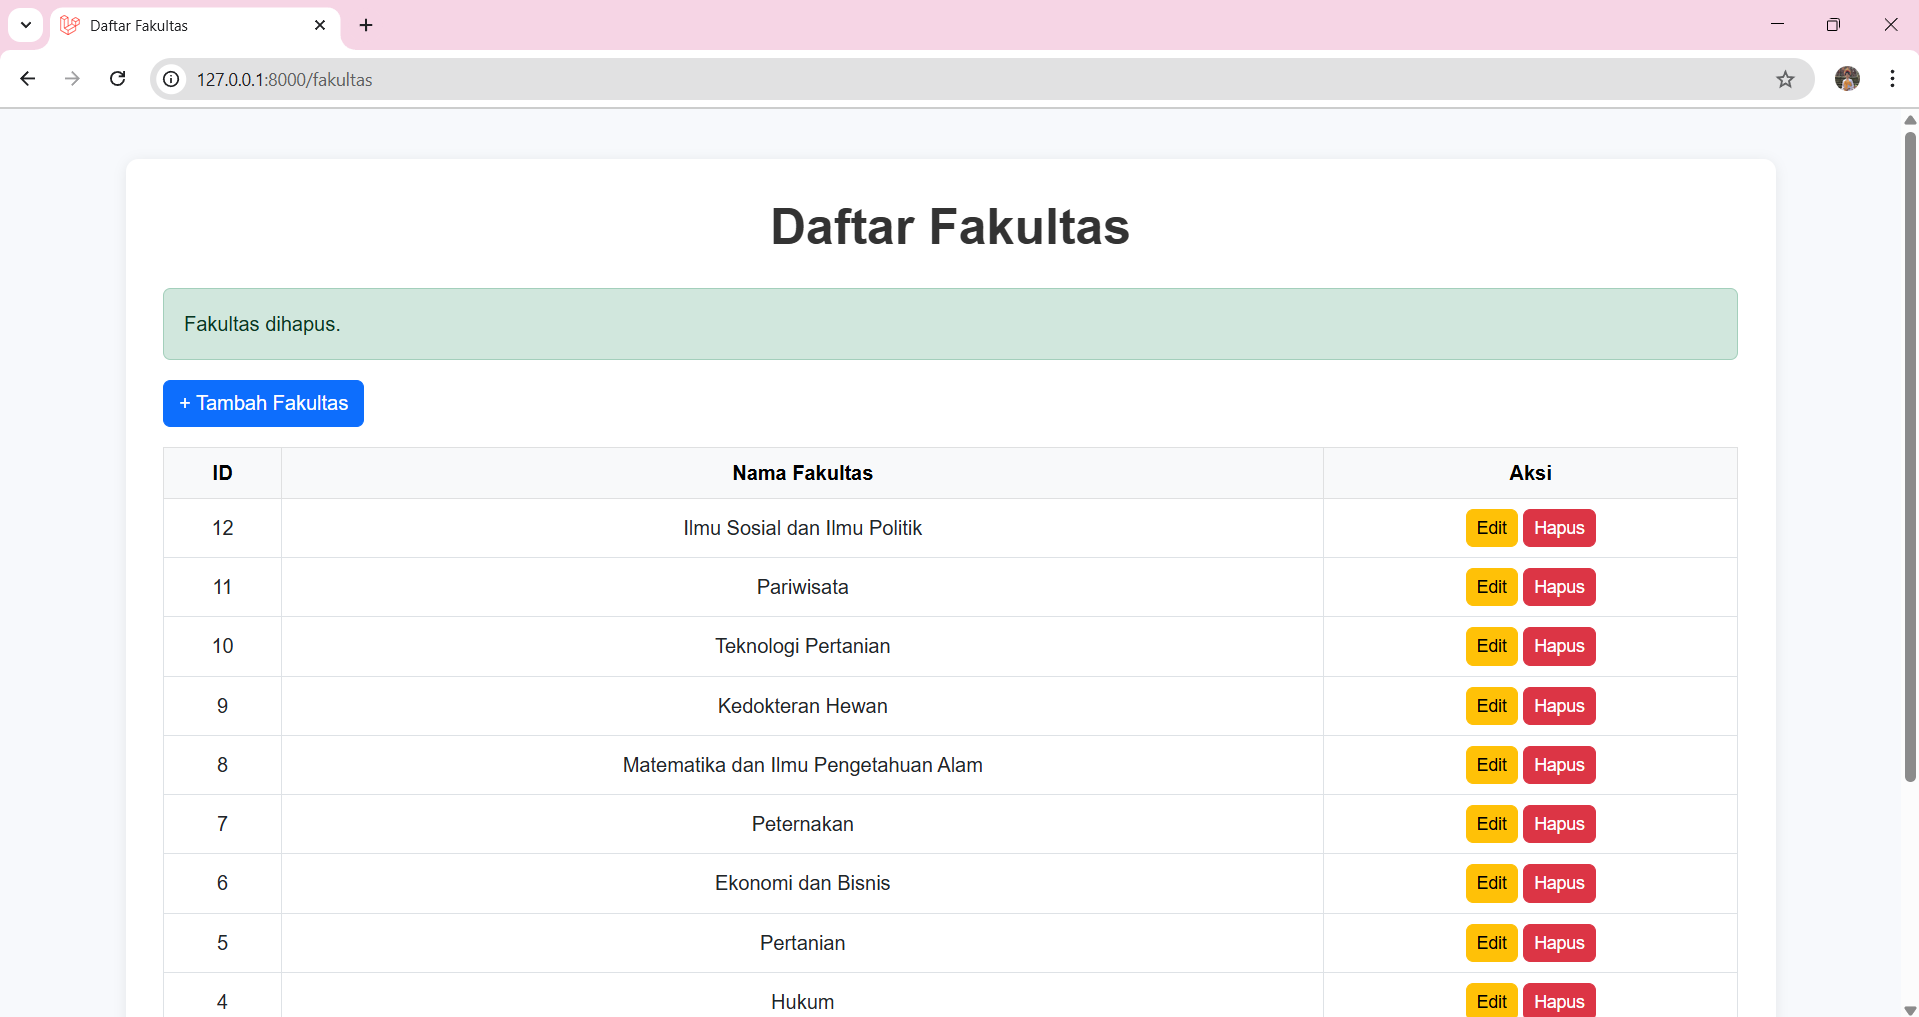 Daftar Fakultas
127.0.0.1:8000/fakultas
Daftar Fakultas
Fakultas dihapus.
+ Tambah Fakultas
ID Nama Fakultas Aksi
12 Ilmu Sosial dan Ilmu Politik Edit Hapus
11 Pariwisata Edit Hapus
10 Teknologi Pertanian Edit Hapus
9 Kedokteran Hewan Edit Hapus
8 Matematika dan Ilmu Pengetahuan Alam Edit Hapus
7 Peternakan Edit Hapus
6 Ekonomi dan Bisnis Edit Hapus
5 Pertanian Edit Hapus
4 Hukum Edit Hapus